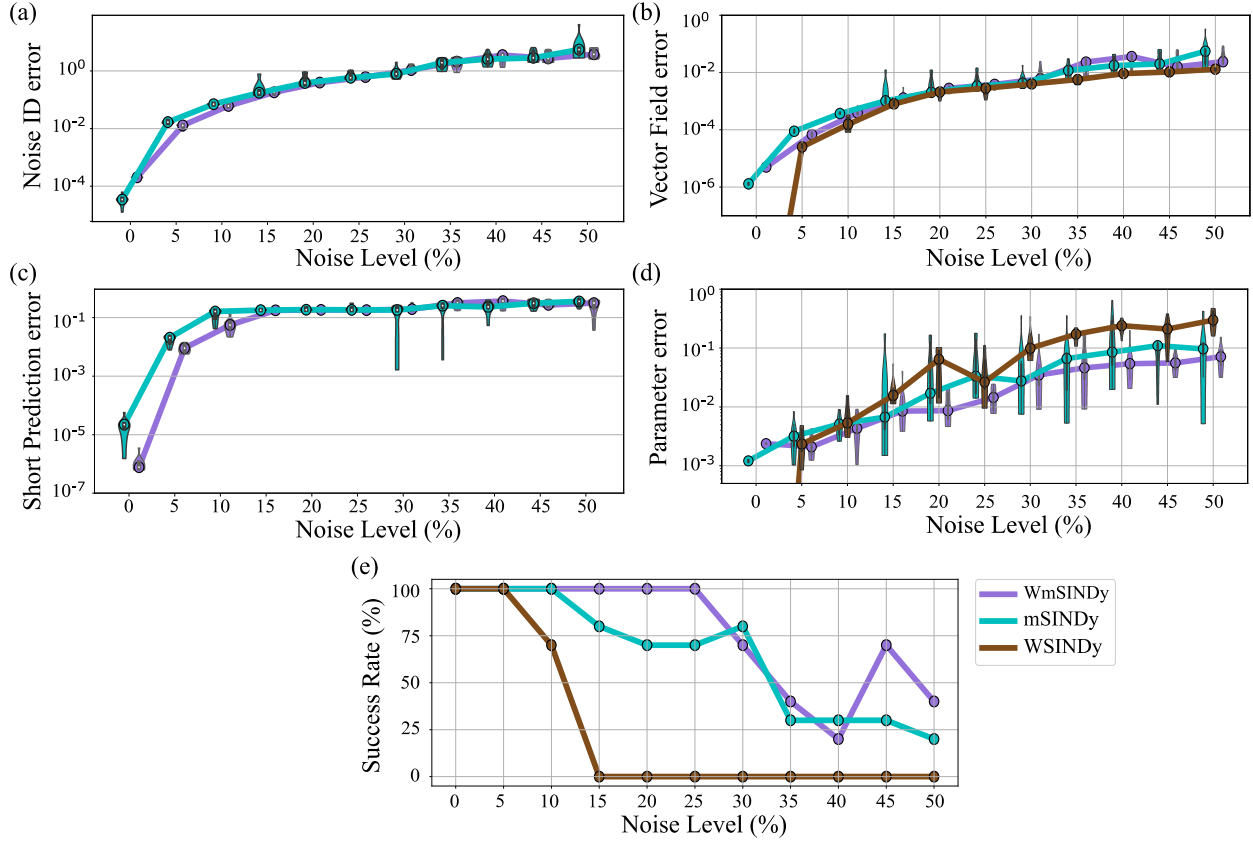 (a)
Noise ID error
10^0
10^-2
10^-4
0 5 10 15 20 25 30 35 40 45 50
Noise Level (%)
(b)
Vector Field error
10^0
10^-2
10^-4
10^-6
0 5 10 15 20 25 30 35 40 45 50
Noise Level (%)
(c)
Short Prediction error
10^-1
10^-3
10^-5
10^-7
0 5 10 15 20 25 30 35 40 45 50
Noise Level (%)
(d)
Parameter error
10^0
10^-1
10^-2
10^-3
0 5 10 15 20 25 30 35 40 45 50
Noise Level (%)
(e)
Success Rate (%)
100
75
50
25
0
0 5 10 15 20 25 30 35 40 45 50
Noise Level (%)
WmSINDy
mSINDy
WSINDy